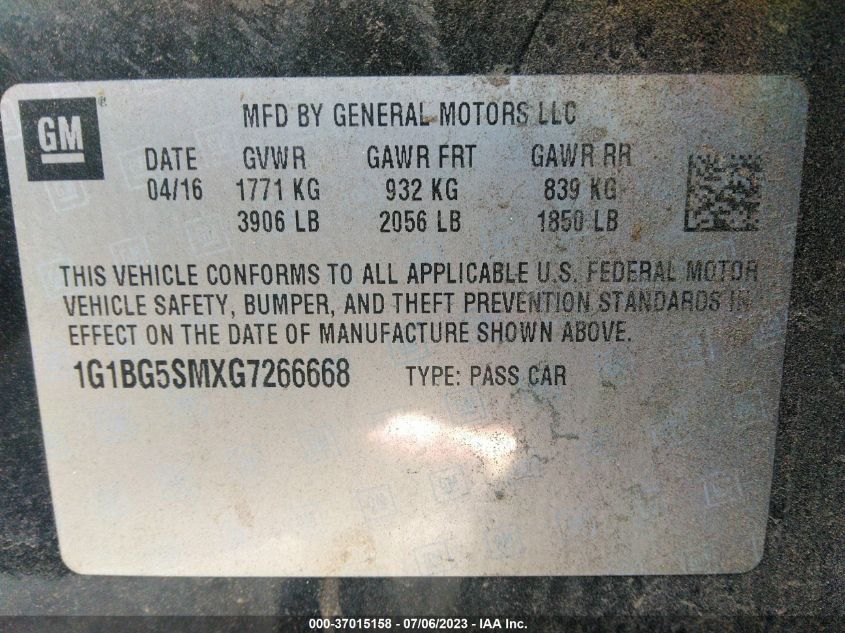 GM®
MFD BY GENERAL MOTORS LLC
DATE GVWR GAWR FRT GAWR RR
04/16 1771 KG 932 KG 839 KG
3906 LB 2056 LB 1850 LB
THIS VEHICLE CONFORMS TO ALL APPLICABLE U.S. FEDERAL MOTOR
VEHICLE SAFETY, BUMPER, AND THEFT PREVENTION STANDARDS IN
EFFECT ON THE DATE OF MANUFACTURE SHOWN ABOVE.
1G1BG5SMXG7266668 TYPE: PASS CAR
000-37015158 - 07/06/2023 - IAA Inc.